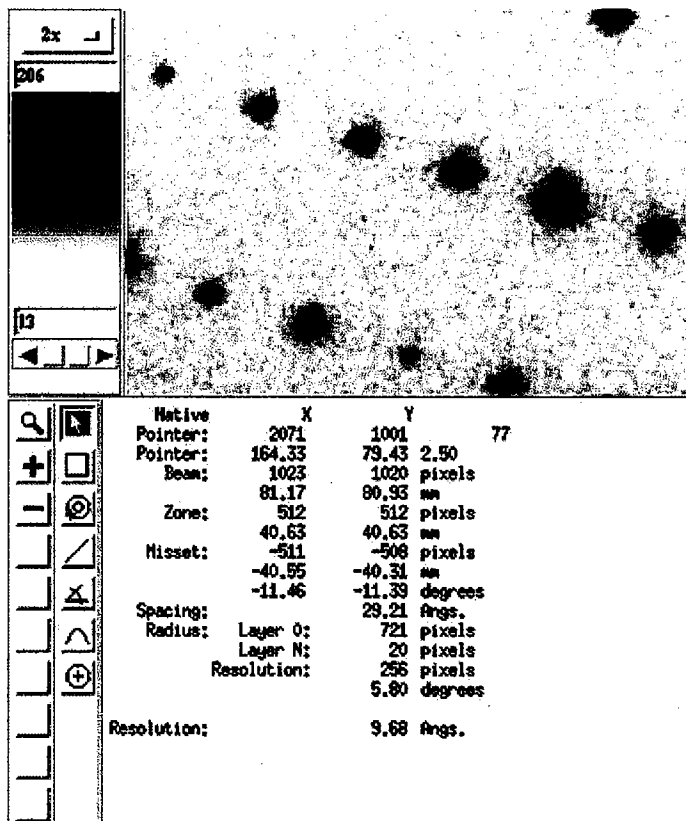 2x
206
13
Native X Y
Pointer: 2071 1001 77
Pointer: 164.33 79.43 2.50
Beam: 1023 1020 pixels
81.17 80.93 mm
Zone: 512 512 pixels
40.63 40.63 mm
Misset: -511 -508 pixels
-40.55 -40.31 mm
-11.46 -11.39 degrees
Spacing: 29.21 Angs.
Radius: Layer 0: 721 pixels
Layer N: 20 pixels
Resolution: 256 pixels
5.80 degrees
Resolution: 9.68 Angs.